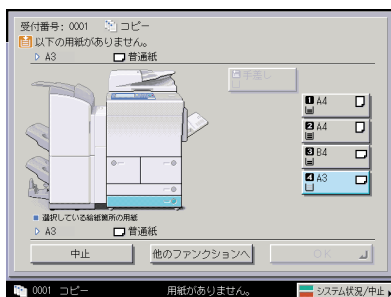 受付番号: 0001 コピー
以下の用紙がありません。
A3 普通紙
手差し
1 A4
2 A4
3 B4
4 A3
選択している給紙箇所の用紙
A3 普通紙
中止
他のファンクションへ
OK
0001 コピー
用紙がありません。
システム状況/中止